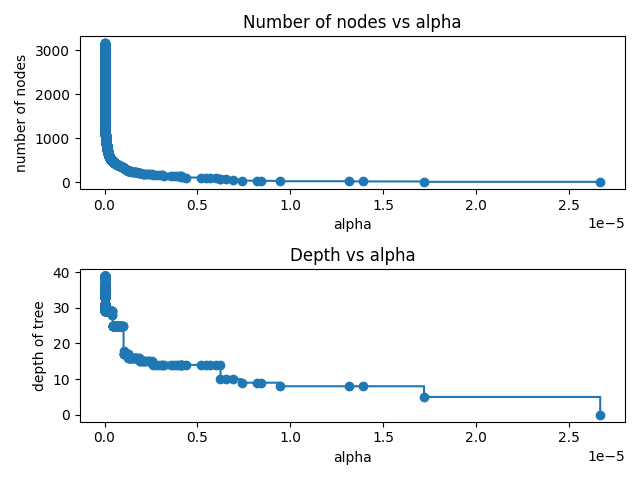 Number of nodes vs alpha
number of nodes
3000
2000
1000
0
0.0 0.5 1.0 1.5 2.0 2.5
1e−5
alpha
Depth vs alpha
depth of tree
40
30
20
10
0
0.0 0.5 1.0 1.5 2.0 2.5
1e−5
alpha